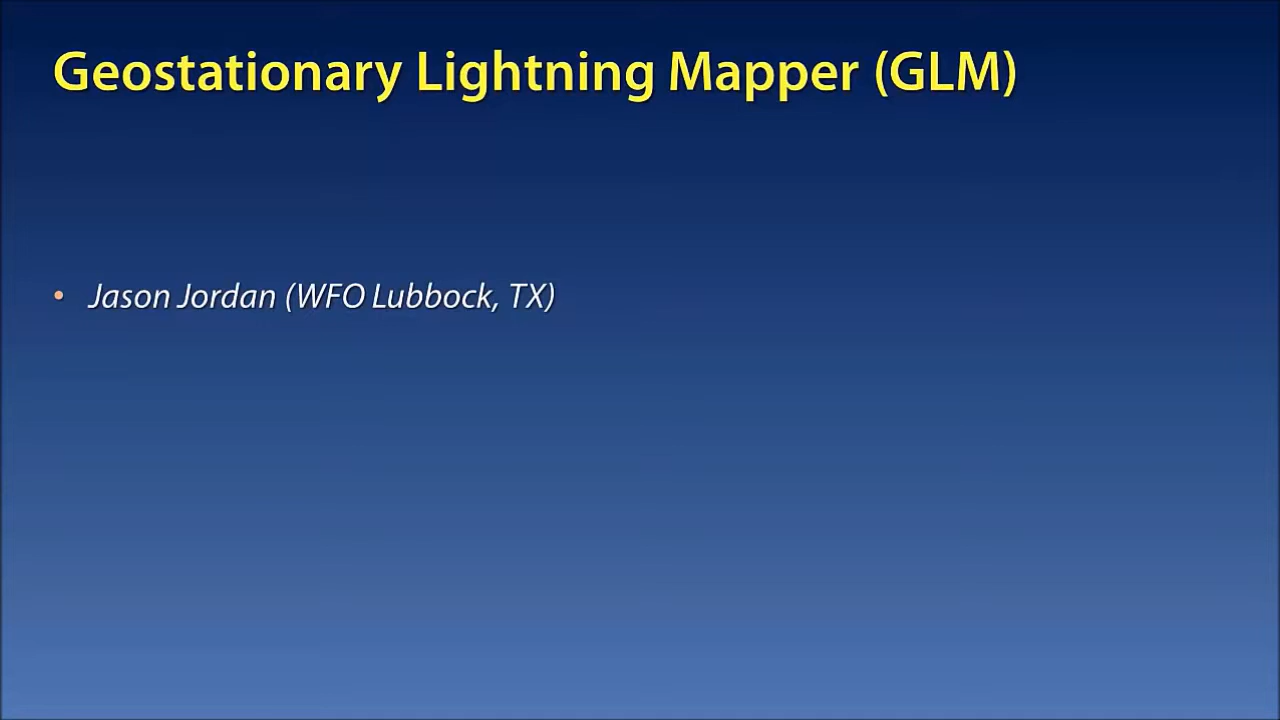 Geostationary Lightning Mapper (GLM)
• Jason Jordan (WFO Lubbock, TX)